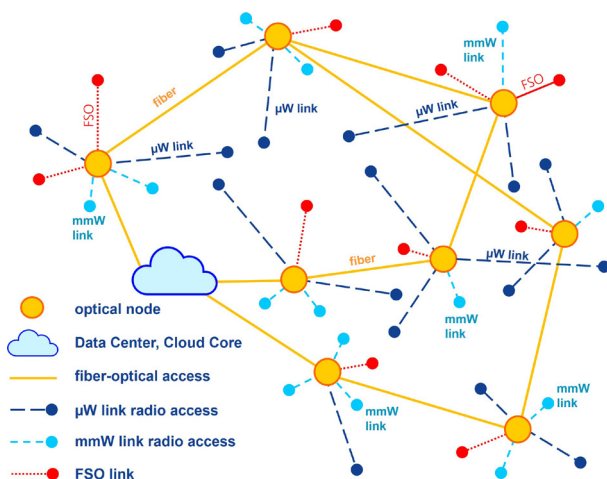 mmW
link
FSO
fiber
FSO
μW link
μW link
μW link
mmW
link
μW link
fiber
mmW
link
optical node
Data Center, Cloud Core
fiber-optical access
μW link radio access
mmW link radio access
FSO link
mmW
link
mmW
link